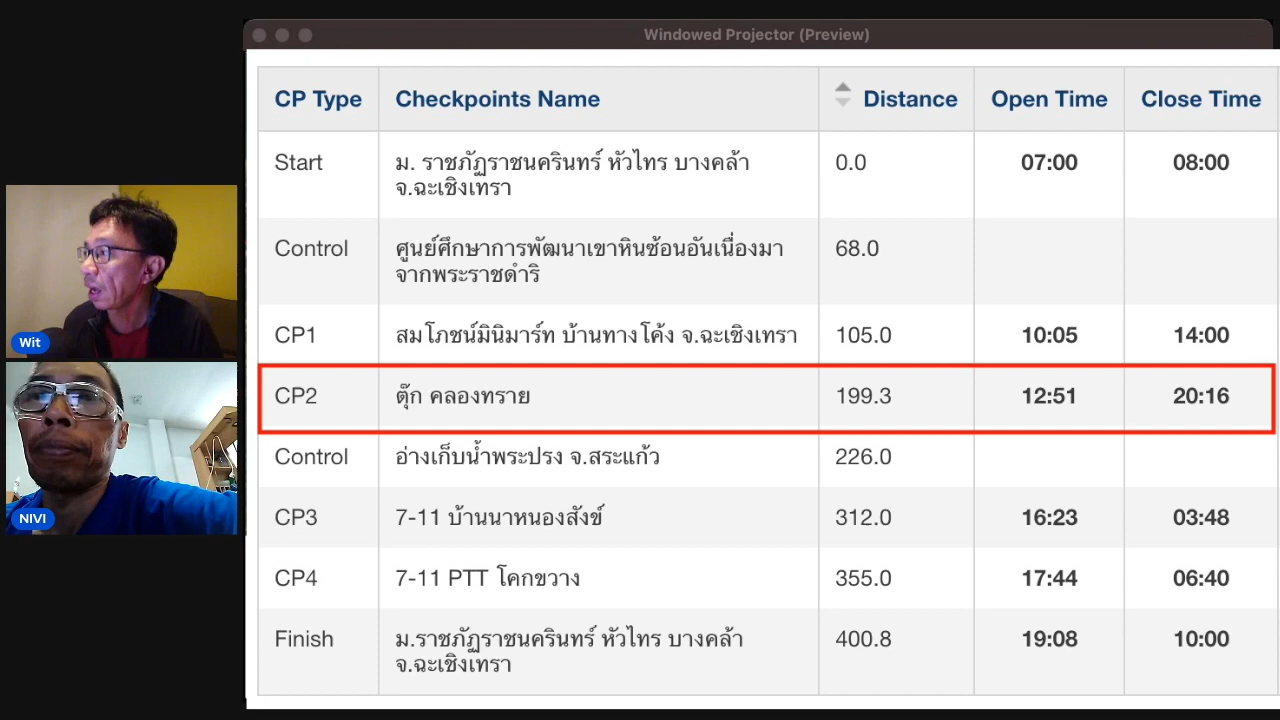 Windowed Projector (Preview)
CP Type Checkpoints Name Distance Open Time Close Time
Start ม. ราชภัฏราชนครินทร์ หัวไทร บางคล้า 0.0 07:00 08:00
จ.ฉะเชิงเทรา
Control ศูนย์ศึกษาการพัฒนาเขาหินซ้อนอันเนื่องมา 68.0
จากพระราชดำริ
CP1 สมโภชน์มินิมาร์ท บ้านทางโค้ง จ.ฉะเชิงเทรา 105.0 10:05 14:00
CP2 ตุ๊ก คลองทราย 199.3 12:51 20:16
Control อ่างเก็บน้ำพระปรง จ.สระแก้ว 226.0
CP3 7-11 บ้านนาหนองสังข์ 312.0 16:23 03:48
CP4 7-11 PTT โคกขวาง 355.0 17:44 06:40
Finish ม.ราชภัฏราชนครินทร์ หัวไทร บางคล้า 400.8 19:08 10:00
จ.ฉะเชิงเทรา
Wit
NIVI